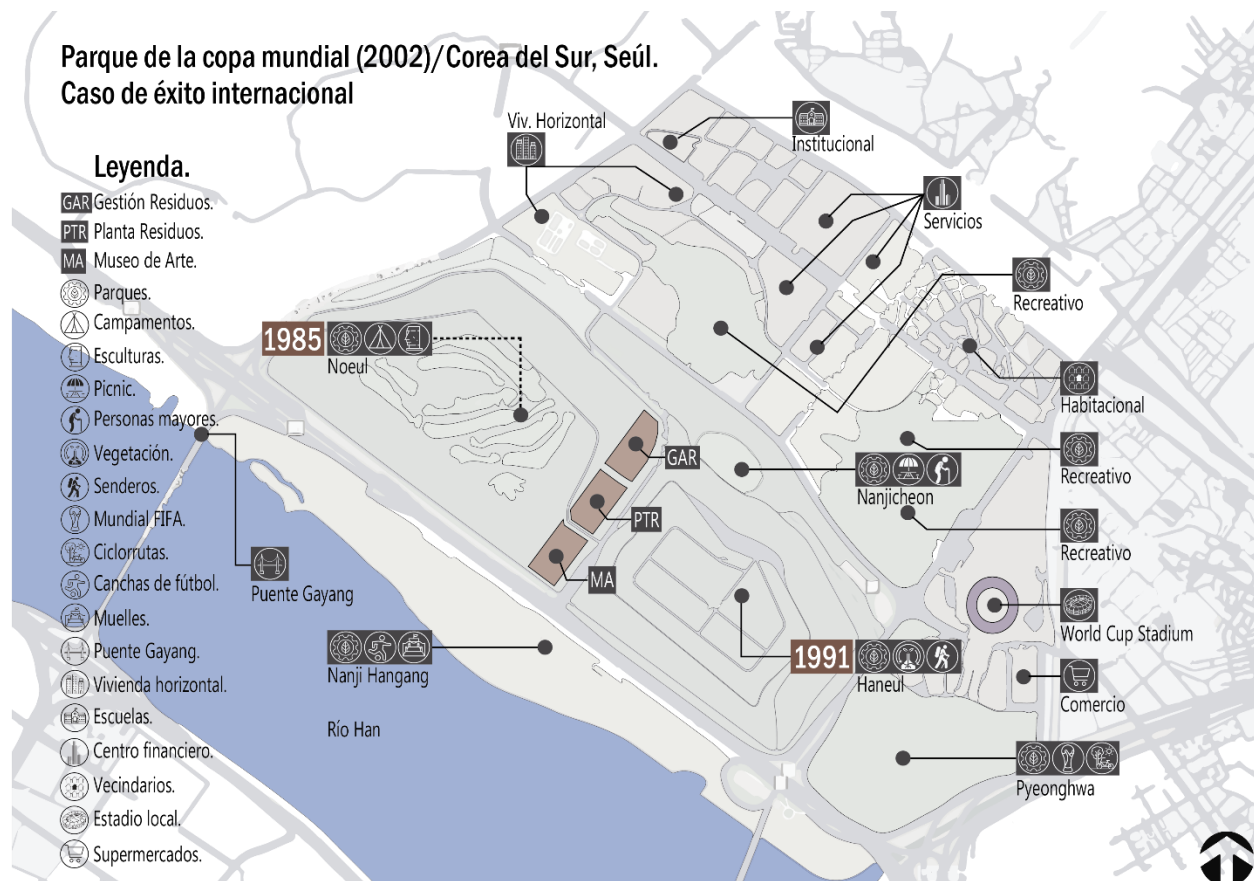 Parque de la copa mundial (2002)/Corea del Sur, Seúl.
Caso de éxito internacional
Leyenda.
GAR Gestión Residuos.
PTR Planta Residuos.
MA Museo de Arte.
Parques.
Campamentos.
Esculturas.
Picnic.
Personas mayores.
Vegetación.
Senderos.
Mundial FIFA.
Ciclorrutas.
Canchas de fútbol.
Muelles.
Puente Gayang.
Vivienda horizontal.
Escuelas.
Centro financiero.
Vecindarios.
Estadio local.
Supermercados.
Viv. Horizontal
Institucional
Servicios
Recreativo
1985
Noeul
Habitacional
GAR
Recreativo
Nanjicheon
PTR
Recreativo
MA
Puente Gayang
World Cup Stadium
1991
Haneul
Nanji Hangang
Comercio
Río Han
Pyeonghwa